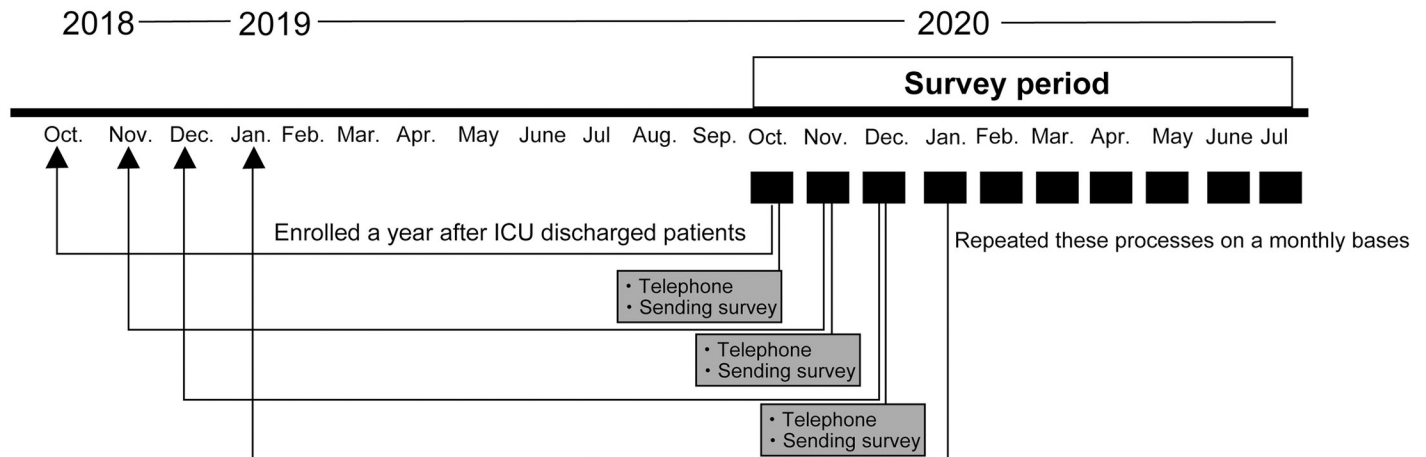 2018 2019 2020
Survey period
Oct. Nov. Dec. Jan. Feb. Mar. Apr. May June Jul Aug. Sep. Oct. Nov. Dec. Jan. Feb. Mar. Apr. May June Jul
Enrolled a year after ICU discharged patients
Repeated these processes on a monthly bases
・Telephone
・Sending survey
・Telephone
・Sending survey
・Telephone
・Sending survey